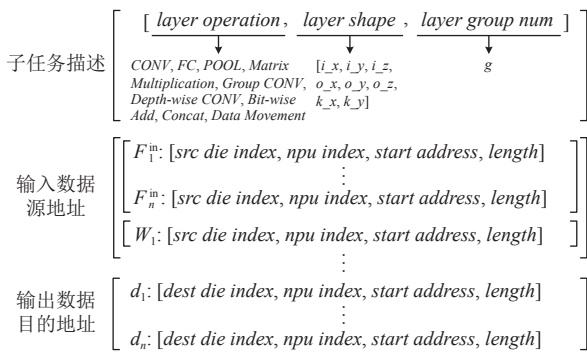 [ layer operation, layer shape, layer group num ]
子任务描述
CONV, FC, POOL, Matrix
Multiplication, Group CONV,
Depth-wise CONV, Bit-wise
Add, Concat, Data Movement
[i_x, i_y, i_z,
o_x, o_y, o_z,
k_x, k_y]
g
输入数据
源地址
F₁ⁱⁿ: [src die index, npu index, start address, length]
⋮
Fₙⁱⁿ: [src die index, npu index, start address, length]
[ W₁: [src die index, npu index, start address, length] ]
⋮
输出数据
目的地址
d₁: [dest die index, npu index, start address, length]
⋮
dₙ: [dest die index, npu index, start address, length]